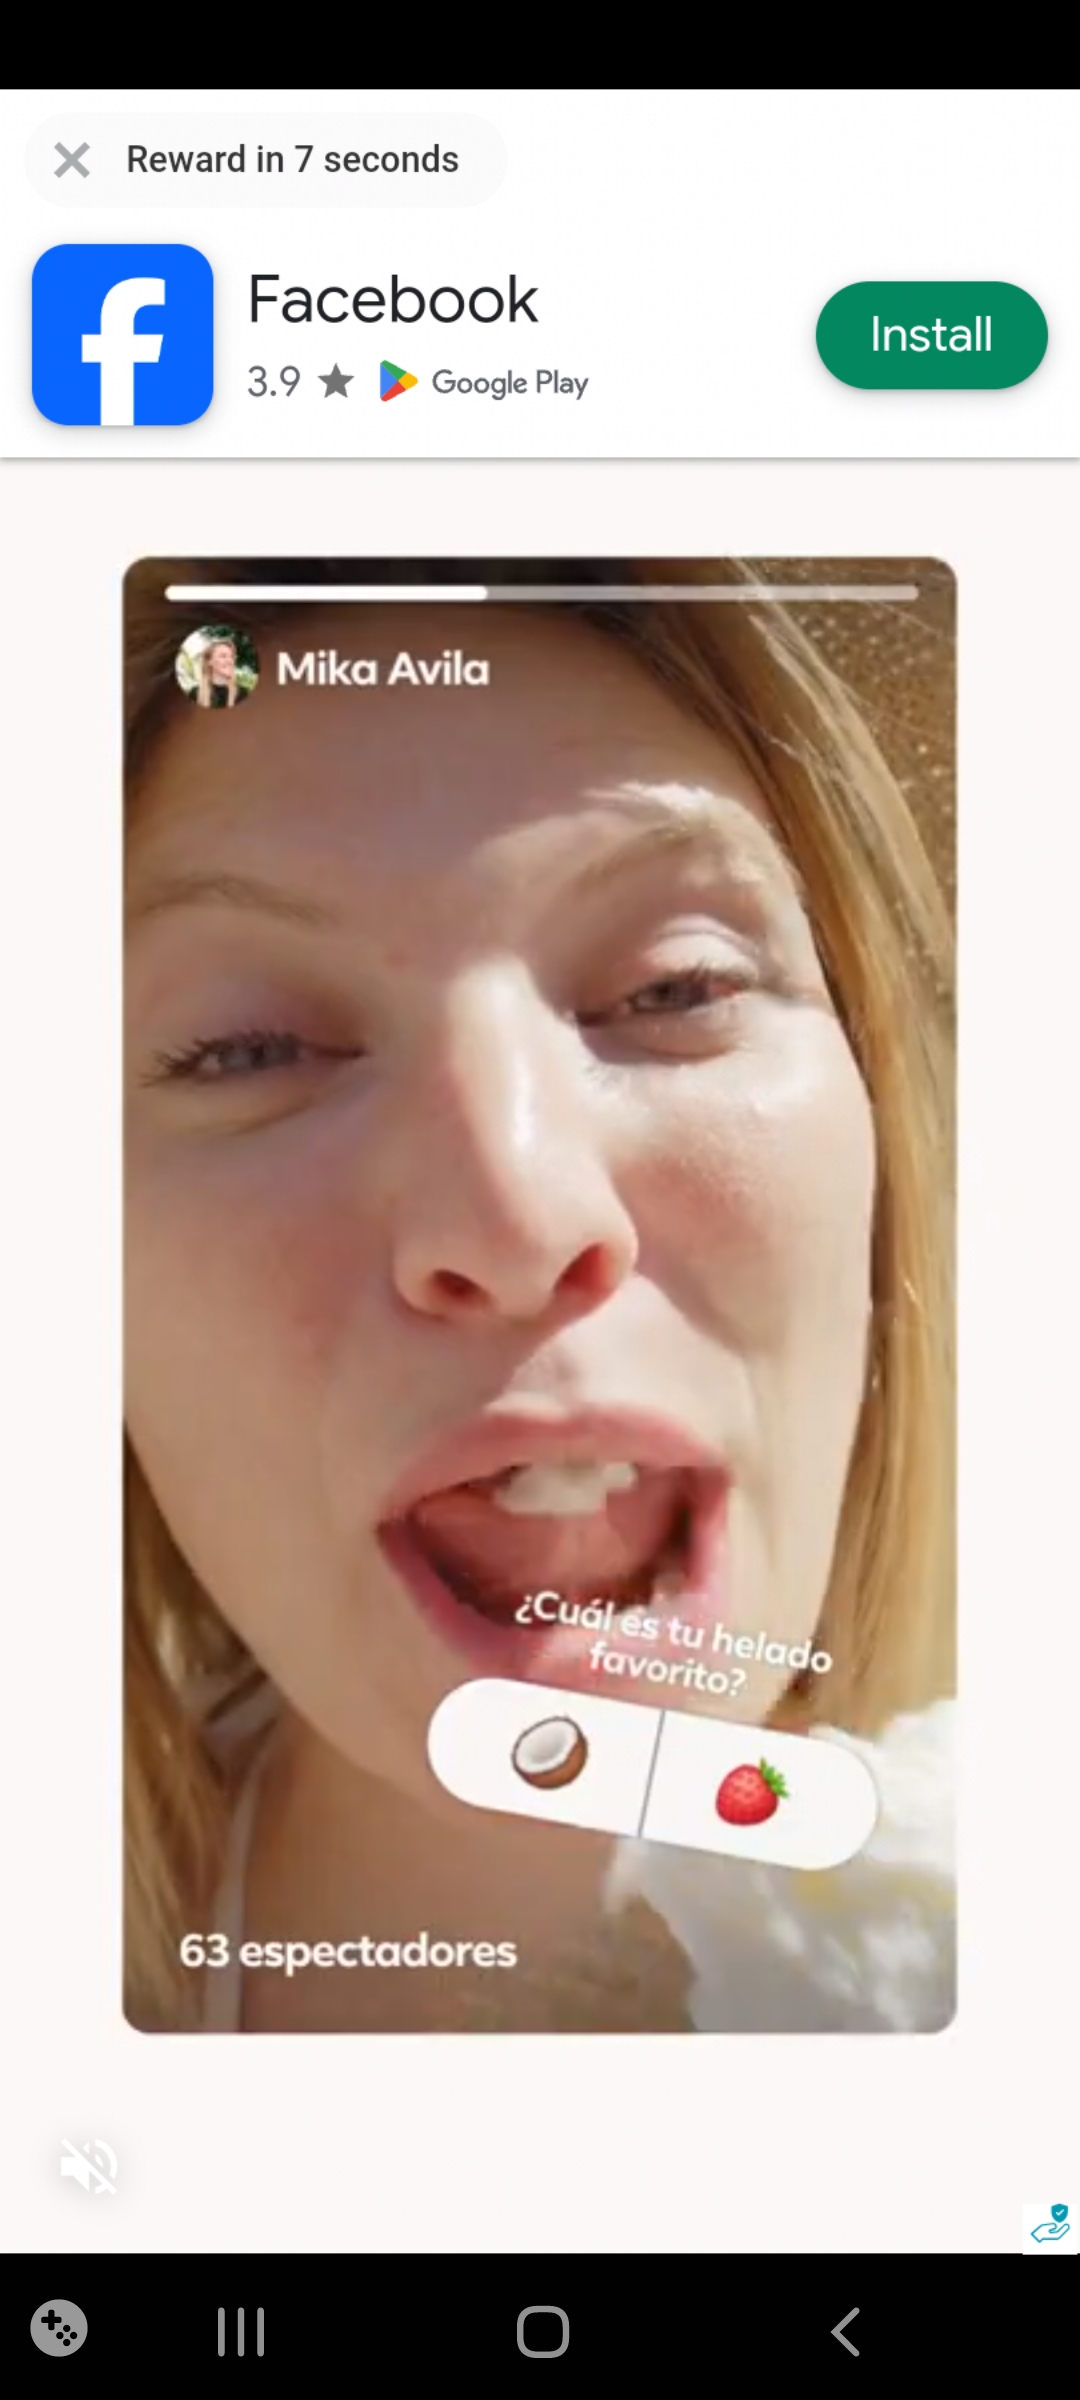 Reward in 7 seconds
Facebook
3.9 ★ Google Play
Install
Mika Avila
¿Cuál es tu helado
favorito?
63 espectadores